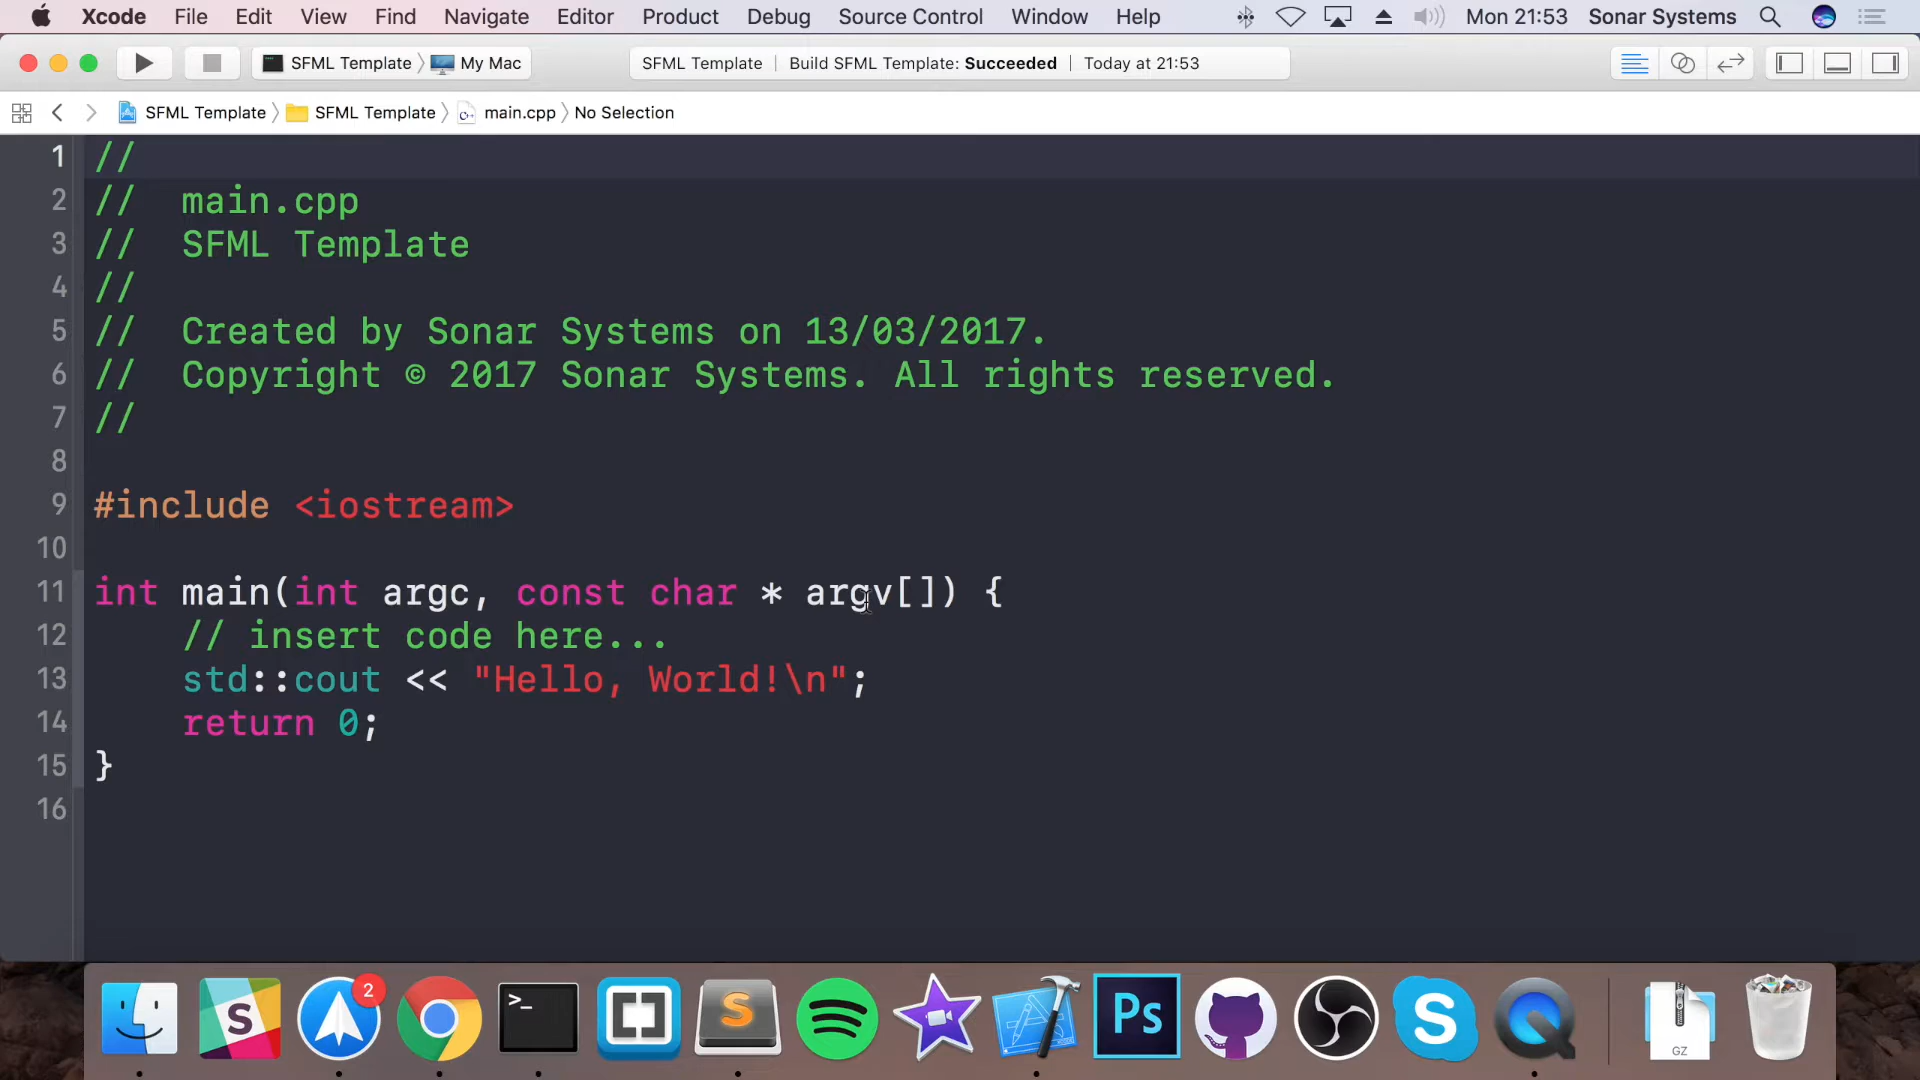 Xcode File Edit View Find Navigate Editor Product Debug Source Control Window Help Mon 21:53 Sonar Systems
SFML Template My Mac SFML Template Build SFML Template: Succeeded Today at 21:53
SFML Template SFML Template main.cpp No Selection
1 //
2 //  main.cpp
3 //  SFML Template
4 //
5 //  Created by Sonar Systems on 13/03/2017.
6 //  Copyright © 2017 Sonar Systems. All rights reserved.
7 //
8
9 #include <iostream>
10
11 int main(int argc, const char * argv[]) {
12     // insert code here...
13     std::cout << "Hello, World!\n";
14     return 0;
15 }
16
S 2 >_ S Ps S GZ